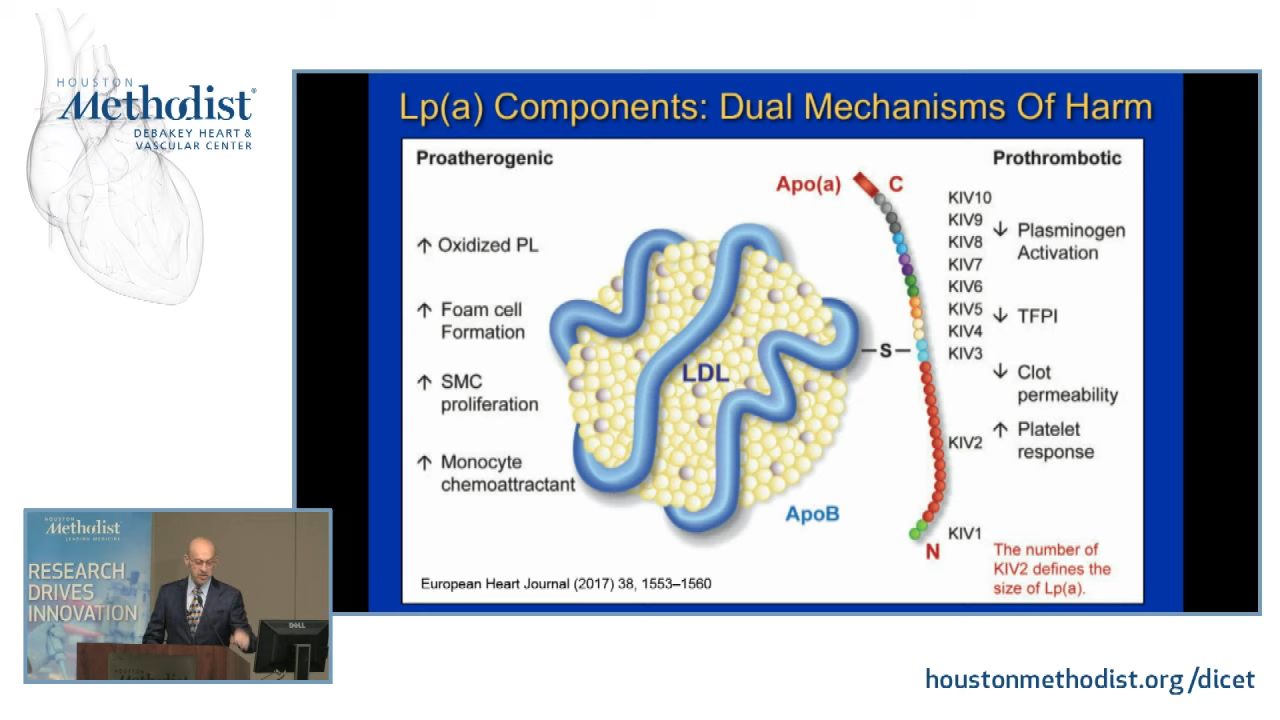 HOUSTON
Methodist®
DEBAKEY HEART &
VASCULAR CENTER
Lp(a) Components: Dual Mechanisms Of Harm
Proatherogenic
↑ Oxidized PL
↑ Foam cell
Formation
↑ SMC
proliferation
↑ Monocyte
chemoattractant
LDL
ApoB
Apo(a)
C
–S–
N
KIV10
KIV9
KIV8
KIV7
KIV6
KIV5
KIV4
KIV3
KIV2
KIV1
Prothrombotic
↓ Plasminogen
Activation
↓ TFPI
↓ Clot
permeability
↑ Platelet
response
The number of
KIV2 defines the
size of Lp(a).
European Heart Journal (2017) 38, 1553–1560
HOUSTON
Methodist
LEADING MEDICINE
RESEARCH
DRIVES
INNOVATION
DELL
HOUSTON
Methodist
houstonmethodist.org/dicet